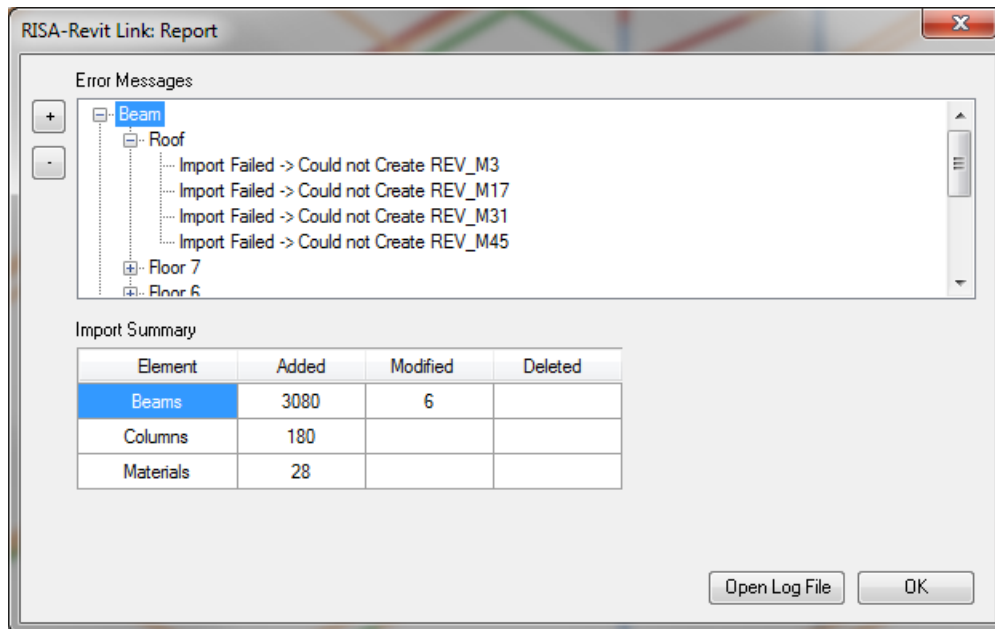 RISA-Revit Link: Report
Error Messages
+
-
Beam
Roof
Import Failed -> Could not Create REV_M3
Import Failed -> Could not Create REV_M17
Import Failed -> Could not Create REV_M31
Import Failed -> Could not Create REV_M45
Floor 7
Floor 6
Import Summary
Element Added Modified Deleted
Beams 3080 6
Columns 180
Materials 28
Open Log File OK